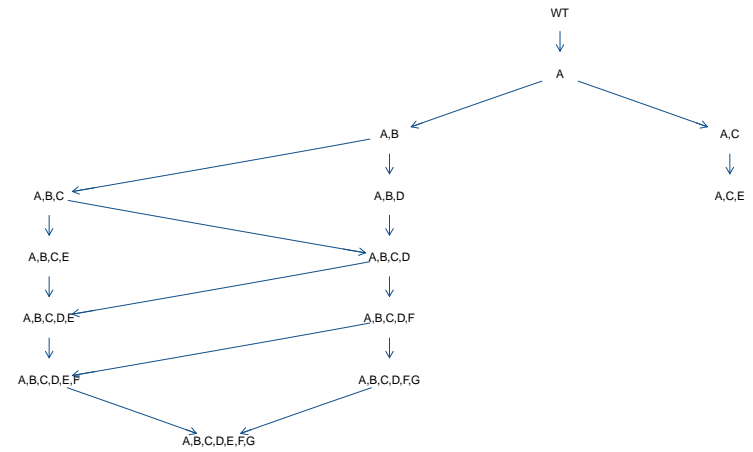 WT
A
A,B
A,C
A,B,C
A,B,D
A,C,E
A,B,C,E
A,B,C,D
A,B,C,D,E
A,B,C,D,F
A,B,C,D,E,F
A,B,C,D,F,G
A,B,C,D,E,F,G